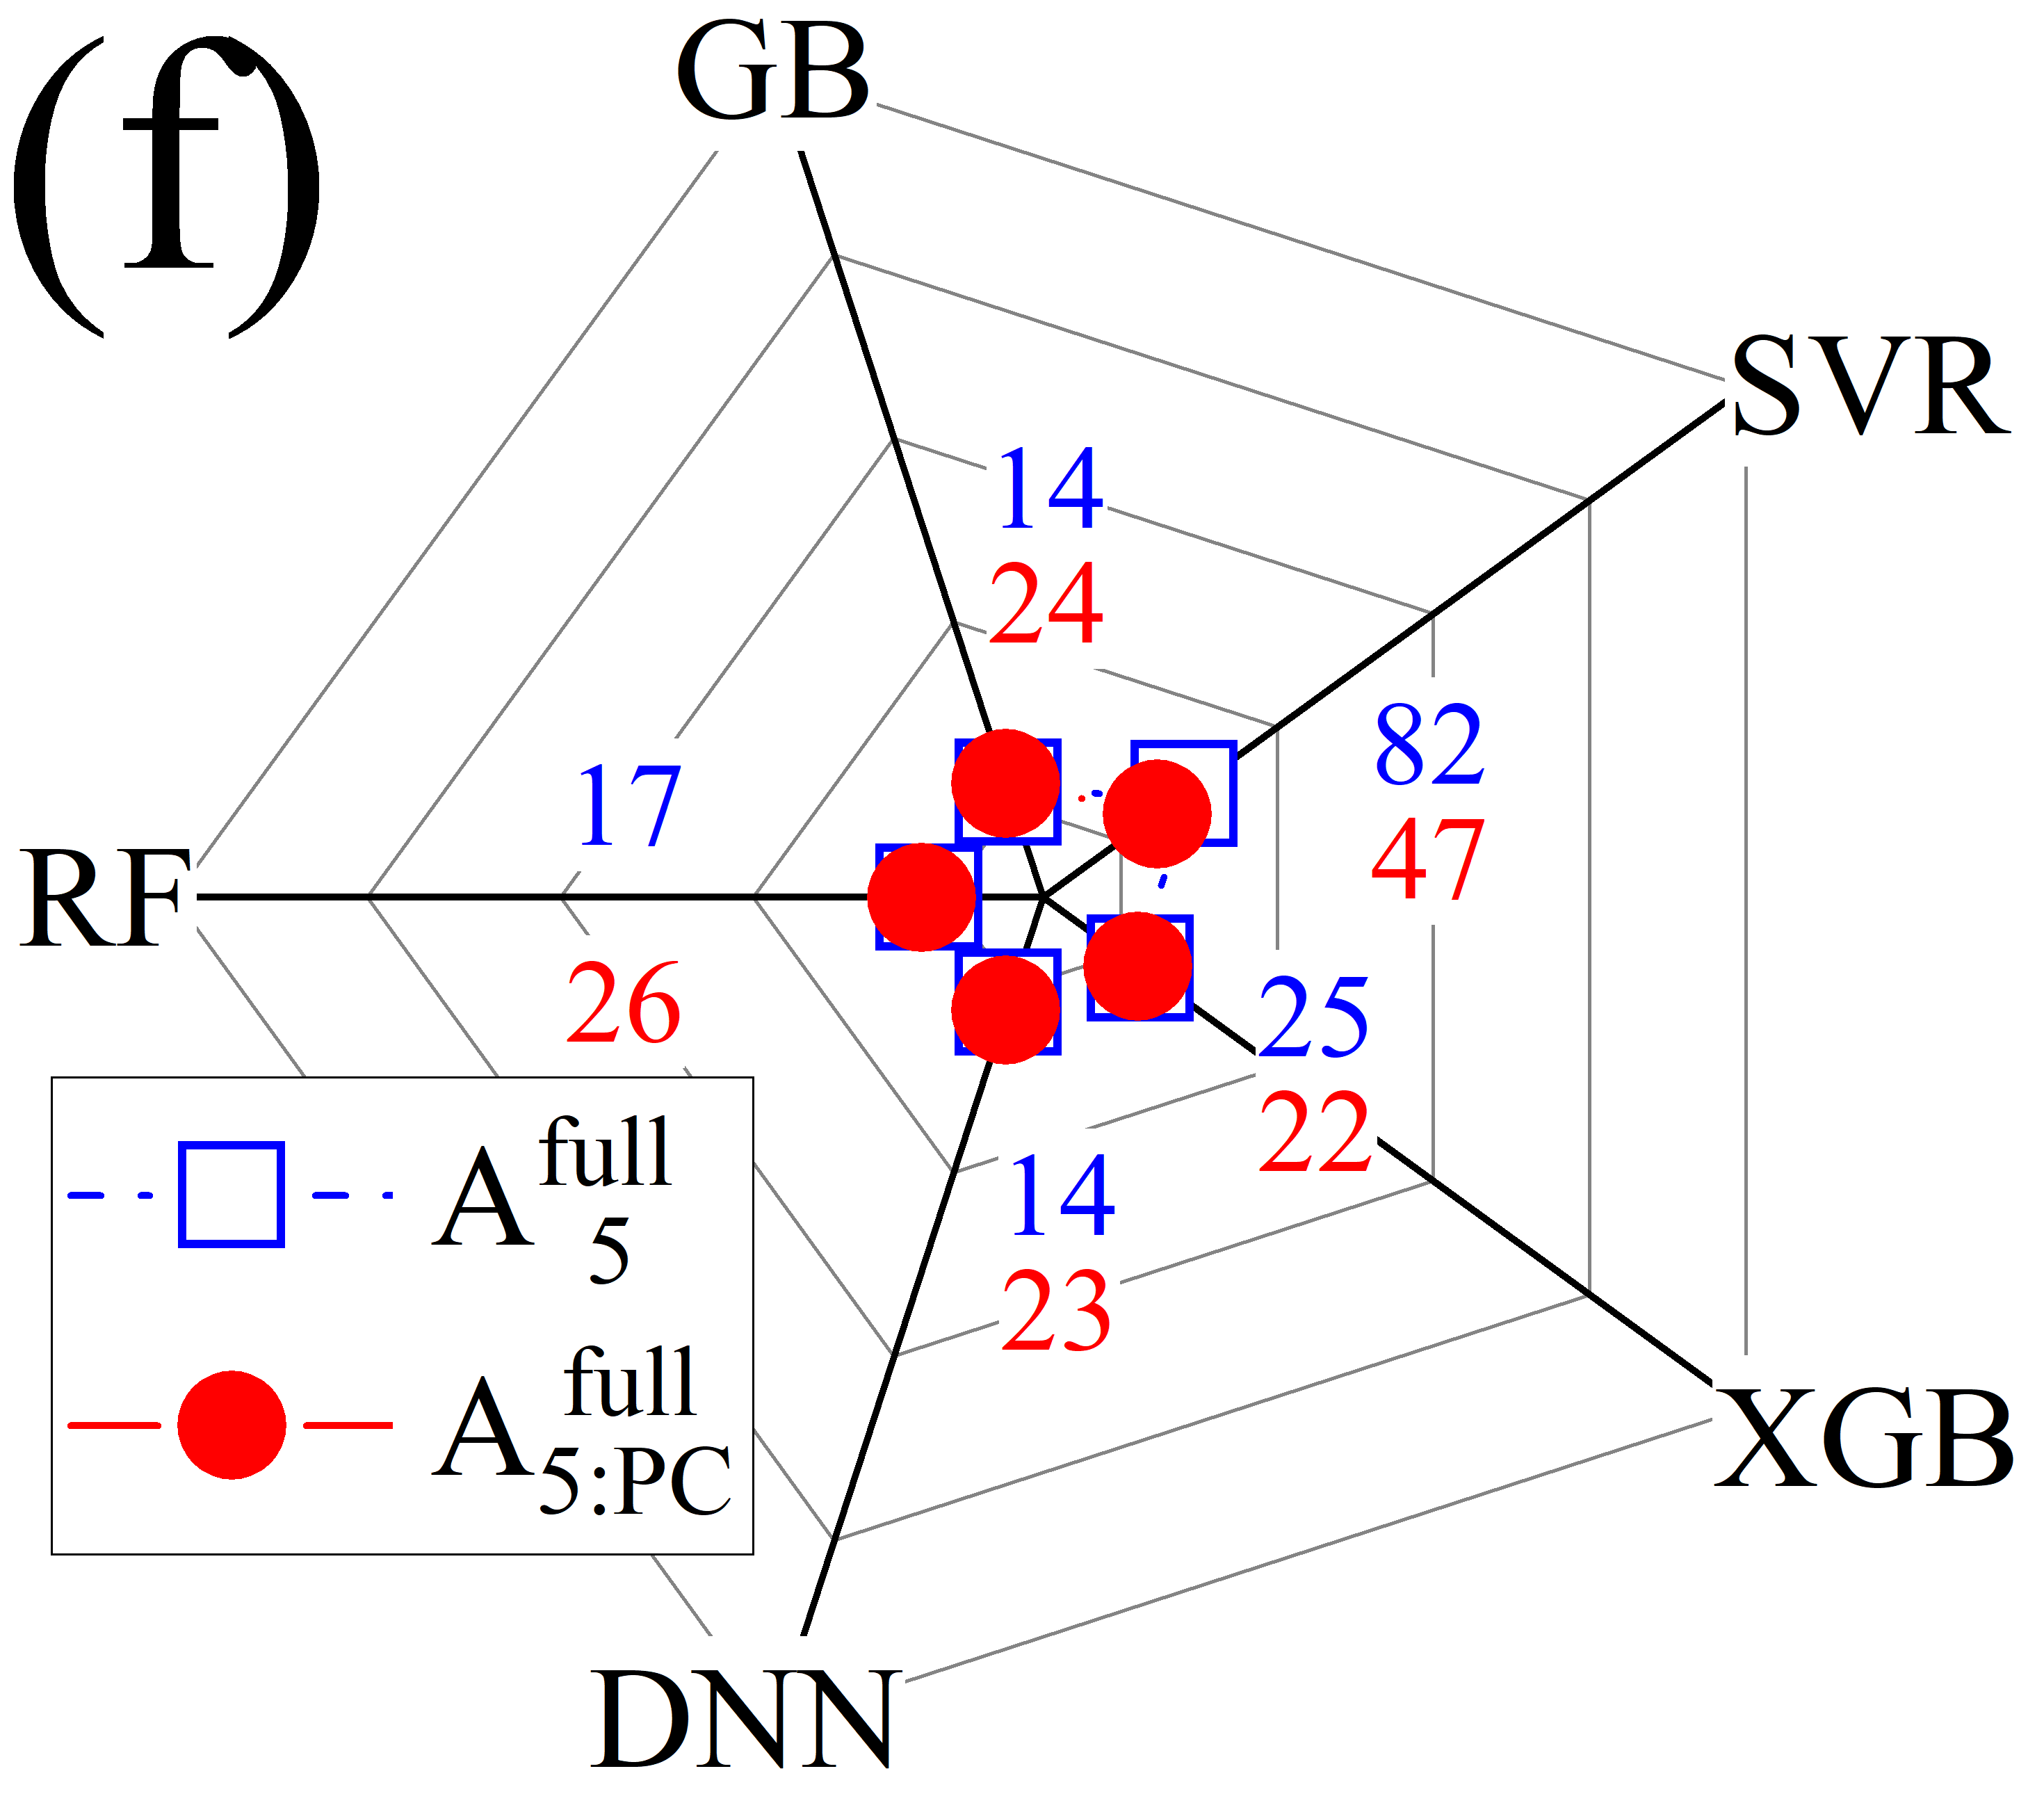 (f)
GB
SVR
14
24
82
47
17
RF
26
25
22
14
23
A full 5
A full 5:PC
XGB
DNN